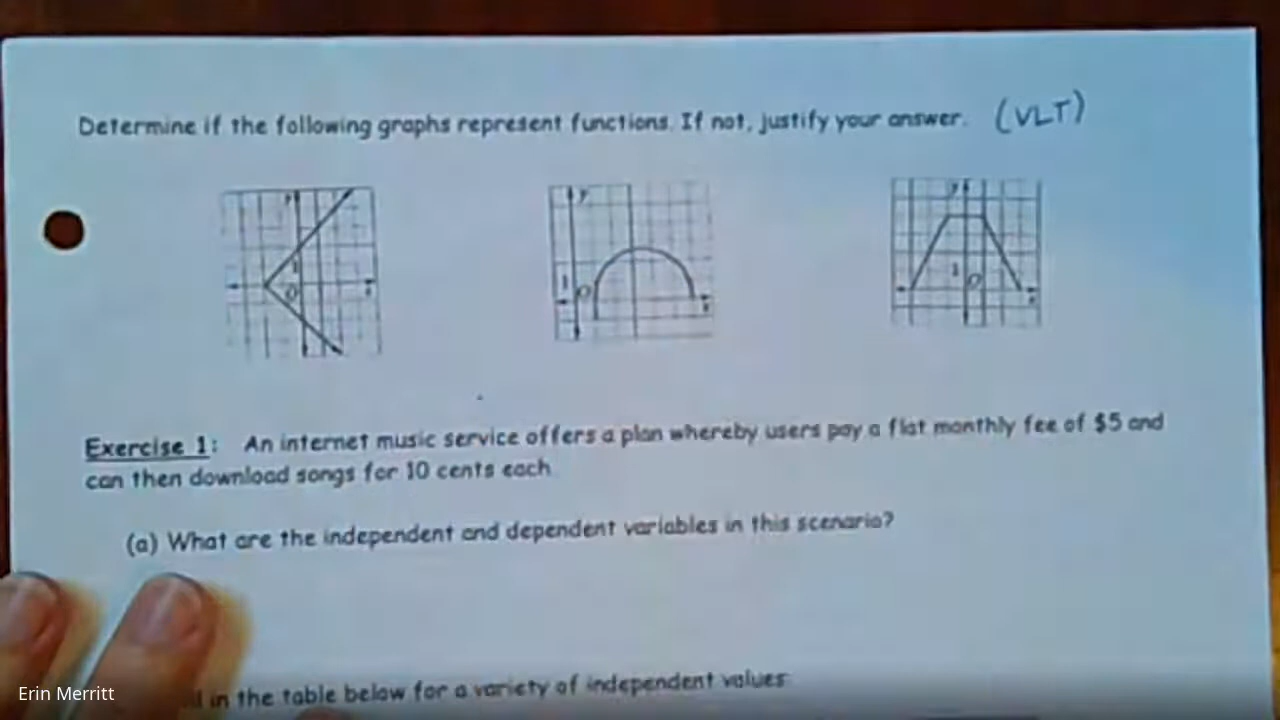 Determine if the following graphs represent functions. If not, justify your answer. (VLT)
y y y
1 1 1
O O O
x x
Exercise 1: An internet music service offers a plan whereby users pay a flat monthly fee of $5 and
can then download songs for 10 cents each
(a) What are the independent and dependent variables in this scenario?
in the table below for a variety of independent values
Erin Merritt